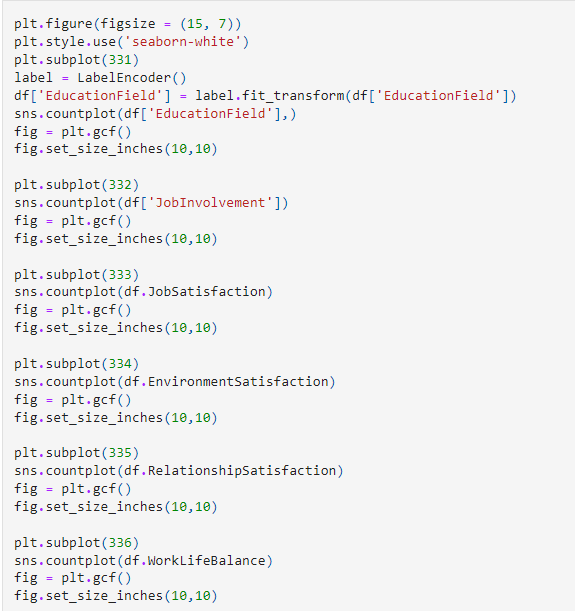 plt.figure(figsize = (15, 7))
plt.style.use('seaborn-white')
plt.subplot(331)
label = LabelEncoder()
df['EducationField'] = label.fit_transform(df['EducationField'])
sns.countplot(df['EducationField'],)
fig = plt.gcf()
fig.set_size_inches(10,10)

plt.subplot(332)
sns.countplot(df['JobInvolvement'])
fig = plt.gcf()
fig.set_size_inches(10,10)

plt.subplot(333)
sns.countplot(df.JobSatisfaction)
fig = plt.gcf()
fig.set_size_inches(10,10)

plt.subplot(334)
sns.countplot(df.EnvironmentSatisfaction)
fig = plt.gcf()
fig.set_size_inches(10,10)

plt.subplot(335)
sns.countplot(df.RelationshipSatisfaction)
fig = plt.gcf()
fig.set_size_inches(10,10)

plt.subplot(336)
sns.countplot(df.WorkLifeBalance)
fig = plt.gcf()
fig.set_size_inches(10,10)